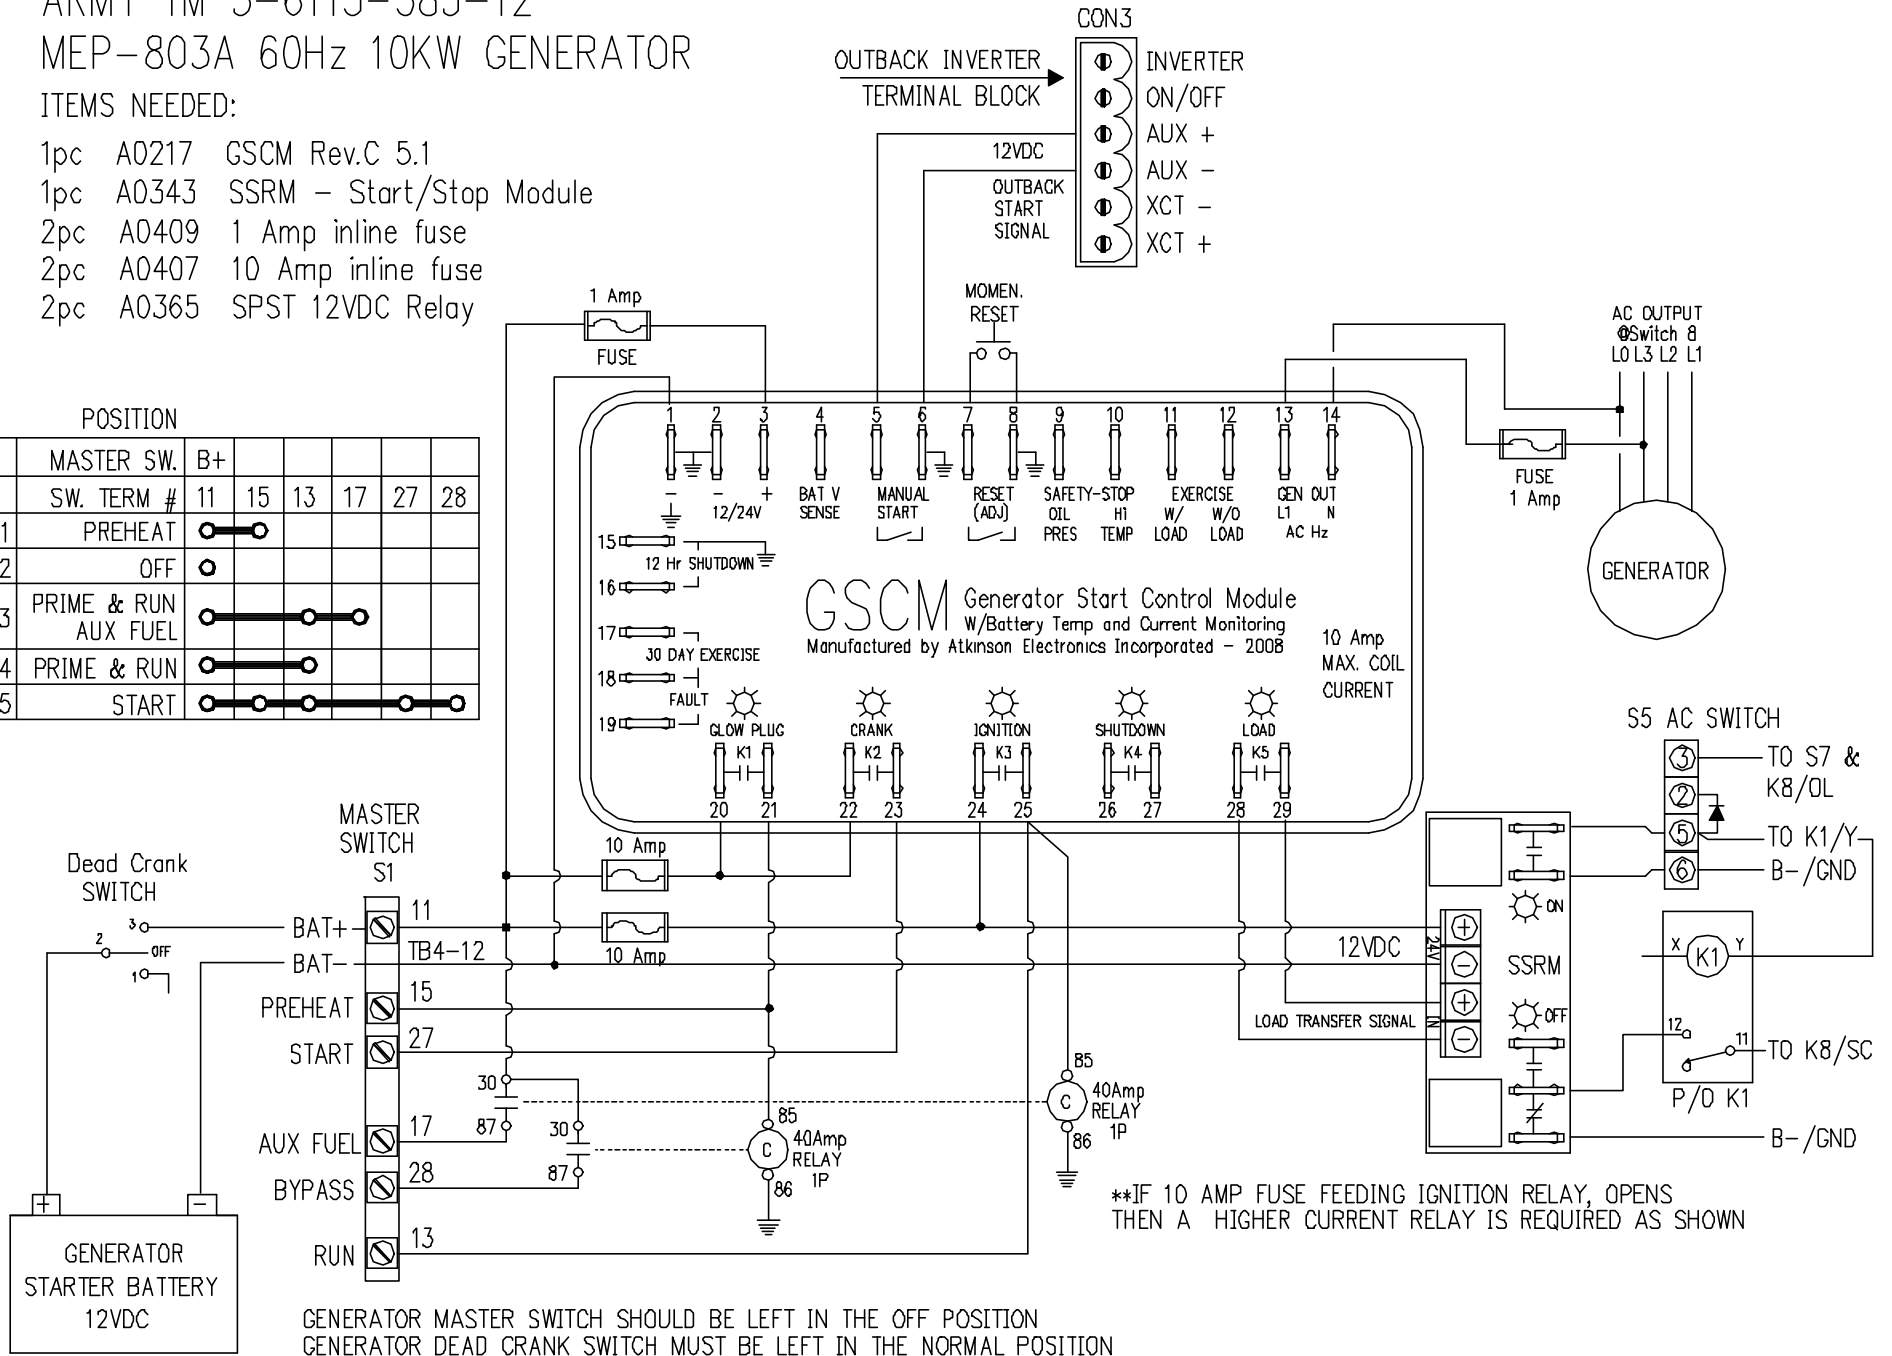 ARMY TM 5-6115-585-12
MEP-803A 60Hz 10KW GENERATOR
ITEMS NEEDED:
1pc A0217 GSCM Rev.C 5.1
1pc A0343 SSRM - Start/Stop Module
2pc A0409 1 Amp inline fuse
2pc A0407 10 Amp inline fuse
2pc A0365 SPST 12VDC Relay
CON3
OUTBACK INVERTER
TERMINAL BLOCK
INVERTER
ON/OFF
AUX +
AUX -
XCT -
XCT +
12VDC
OUTBACK
START
SIGNAL
1 Amp
FUSE
MOMEN.
RESET
AC OUTPUT
@Switch 8
L0 L3 L2 L1
FUSE
1 Amp
GENERATOR
POSITION
MASTER SW. B+
SW. TERM # 11 15 13 17 27 28
1 PREHEAT
2 OFF
3 PRIME & RUN
AUX FUEL
4 PRIME & RUN
5 START
1 2 3 4 5 6 7 8 9 10 11 12 13 14
- - +
12/24V
BAT V
SENSE
MANUAL
START
RESET
(ADJ)
SAFETY-STOP
OIL
PRES
HI
TEMP
EXERCISE
W/
LOAD
W/O
LOAD
GEN OUT
L1 N
AC Hz
15
12 Hr SHUTDOWN
16
17
30 DAY EXERCISE
18
FAULT
19
GSCM
Generator Start Control Module
W/Battery Temp and Current Monitoring
Manufactured by Atkinson Electronics Incorporated - 2008
10 Amp
MAX. COIL
CURRENT
GLOW PLUG
K1
CRANK
K2
IGNITION
K3
SHUTDOWN
K4
LOAD
K5
20 21 22 23 24 25 26 27 28 29
S5 AC SWITCH
3
TO S7 &
K8/OL
2
5
TO K1/Y
6
B-/GND
MASTER
SWITCH
S1
10 Amp
10 Amp
Dead Crank
SWITCH
3
2
OFF
1
BAT+
11
BAT-
TB4-12
PREHEAT
15
START
27
AUX FUEL
17
BYPASS
28
RUN
13
30
87
30
87
85
C
86
40Amp
RELAY
1P
85
C
86
40Amp
RELAY
1P
12VDC
24V
+
-
+
-
IN
LOAD TRANSFER SIGNAL
ON
SSRM
OFF
X
K1
Y
12
11
TO K8/SC
P/O K1
B-/GND
+
-
GENERATOR
STARTER BATTERY
12VDC
**IF 10 AMP FUSE FEEDING IGNITION RELAY, OPENS
THEN A HIGHER CURRENT RELAY IS REQUIRED AS SHOWN
GENERATOR MASTER SWITCH SHOULD BE LEFT IN THE OFF POSITION
GENERATOR DEAD CRANK SWITCH MUST BE LEFT IN THE NORMAL POSITION